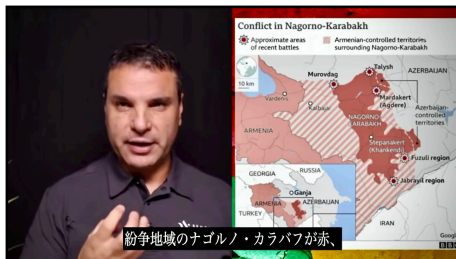 Conflict in Nagorno-Karabakh
Approximate areas
of recent battles
Armenian-controlled territories
surrounding Nagorno-Karabakh
10 km
Murovdag
Talysh
AZERBAIJAN
Vardenis
Kalbajar
Mardakert
(Agdere)
Azerbaijan-
controlled
territories
NAGORNO
KARABAKH
ARMENIA
Stepanakert
(Khankendi)
Fuzuli region
Jabrayil region
RUSSIA
GEORGIA
Ganja
ARMENIA
AZERBAIJAN
TURKEY
IRAN
BBC
紛争地域のナゴルノ・カラバフが赤、